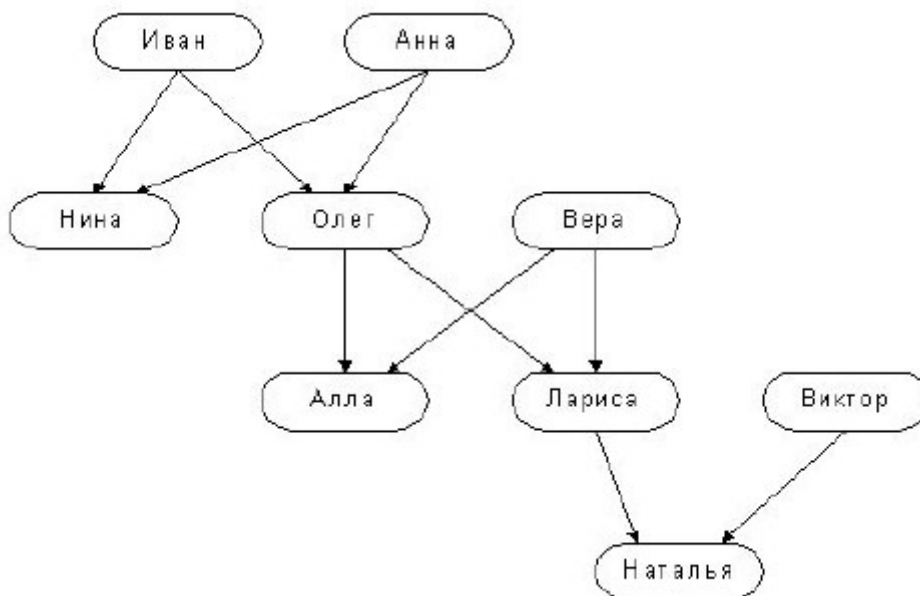 Иван
Анна
Нина
Олег
Вера
Алла
Лариса
Виктор
Наталья